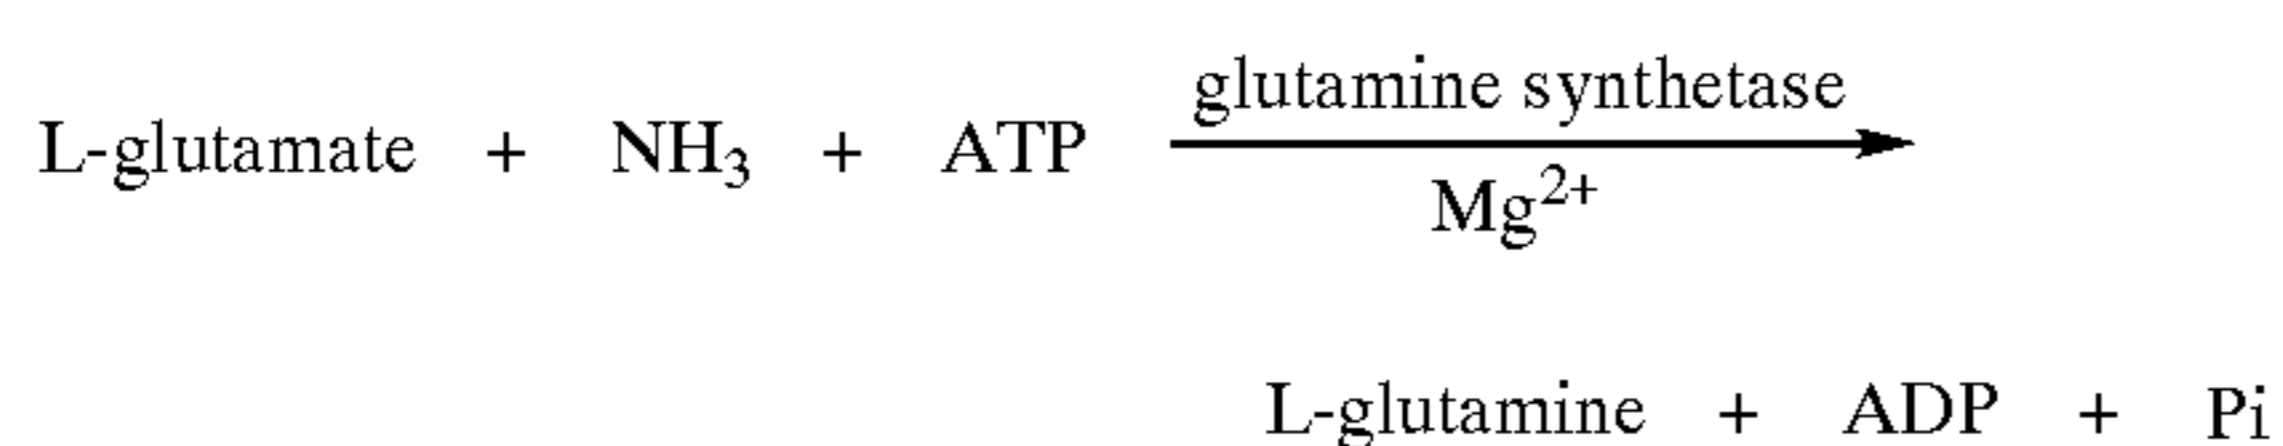 glutamine synthetase
L-glutamate + NH₃ + ATP
Mg²⁺
L-glutamine + ADP + Pi